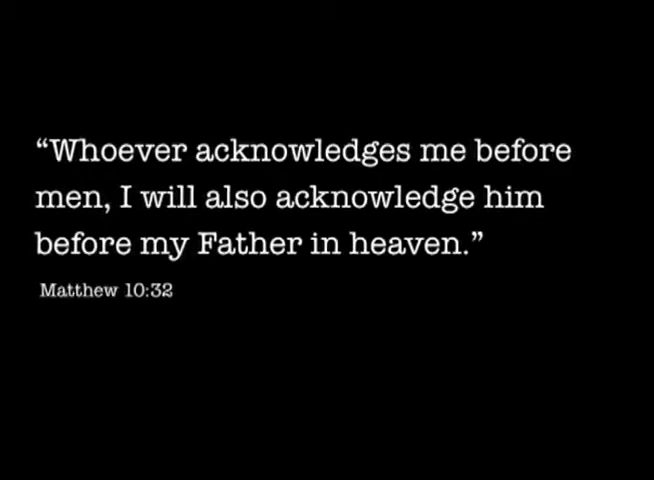 “Whoever acknowledges me before
men, I will also acknowledge him
before my Father in heaven.”
Matthew 10:32